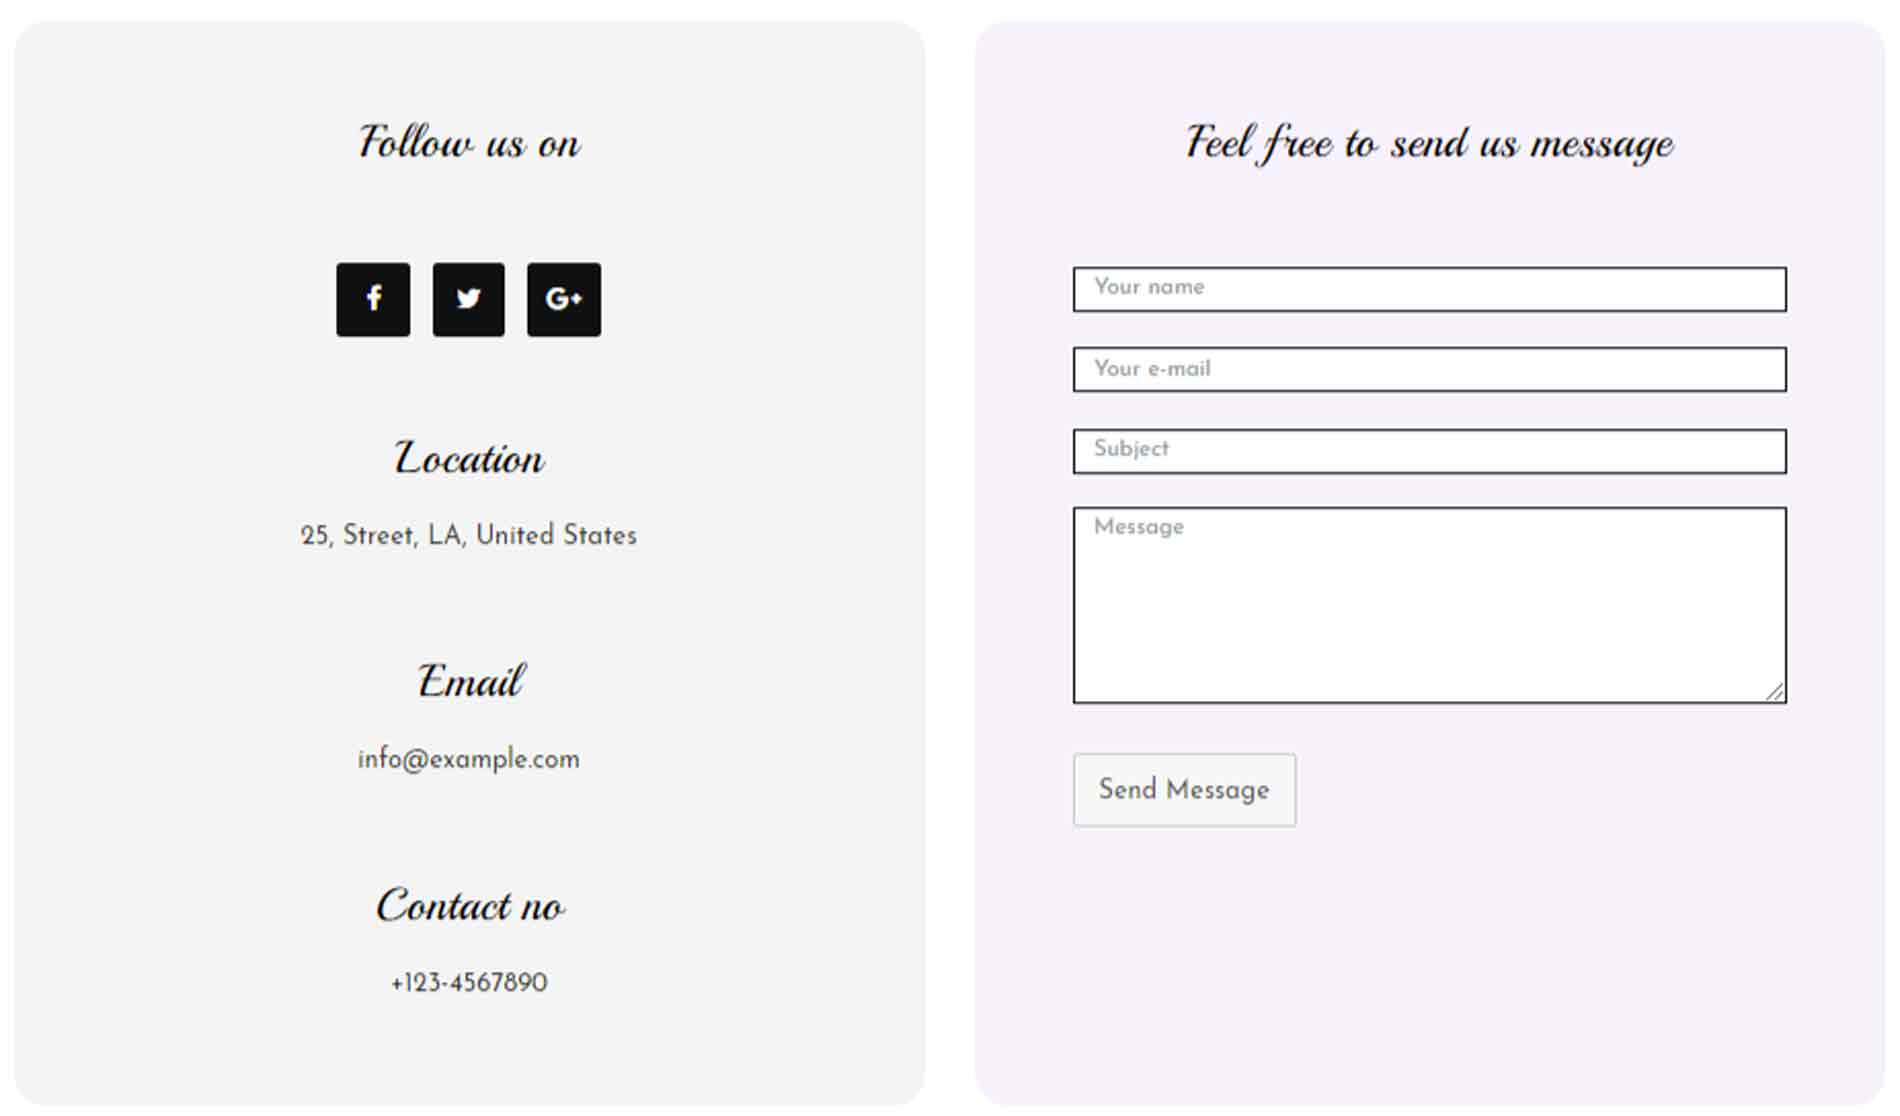 Follow us on
f
G+
Location
25, Street, LA, United States
Email
info@example.com
Contact no
+123-4567890
Feel free to send us message
Your name
Your e-mail
Subject
Message
Send Message